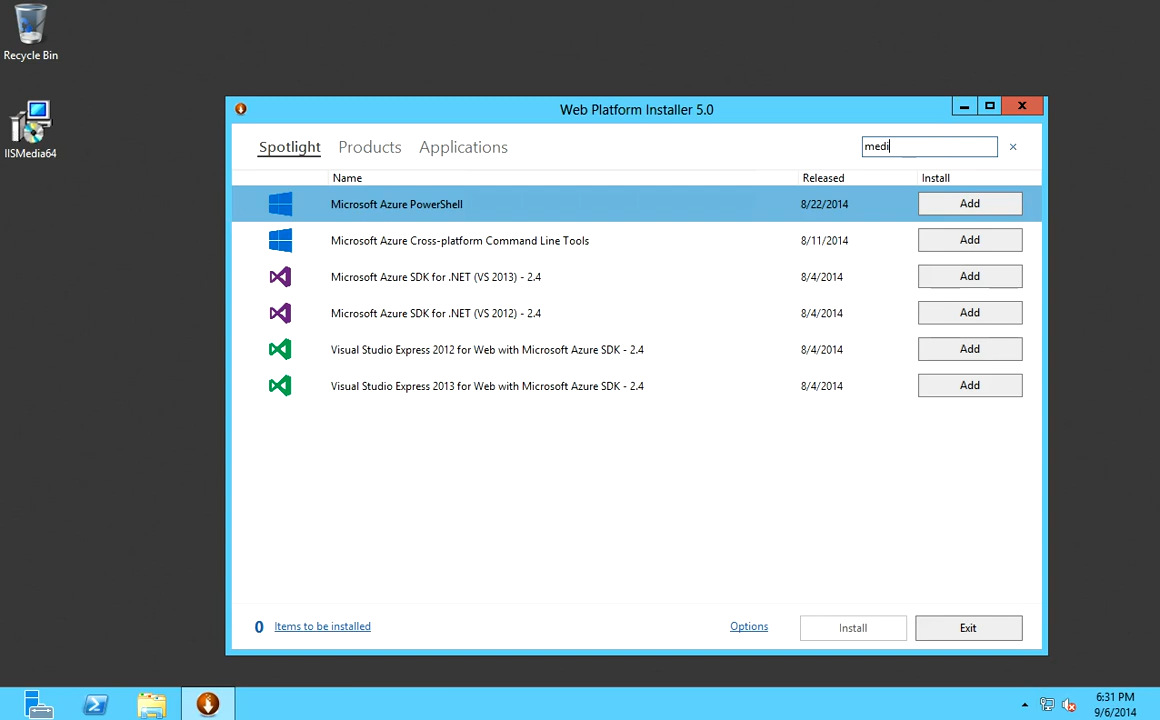 Recycle Bin
IISMedia64
Web Platform Installer 5.0
Spotlight Products Applications medi
Name Released Install
Microsoft Azure PowerShell 8/22/2014 Add
Microsoft Azure Cross-platform Command Line Tools 8/11/2014 Add
Microsoft Azure SDK for .NET (VS 2013) - 2.4 8/4/2014 Add
Microsoft Azure SDK for .NET (VS 2012) - 2.4 8/4/2014 Add
Visual Studio Express 2012 for Web with Microsoft Azure SDK - 2.4 8/4/2014 Add
Visual Studio Express 2013 for Web with Microsoft Azure SDK - 2.4 8/4/2014 Add
0 Items to be installed Options Install Exit
6:31 PM
9/6/2014